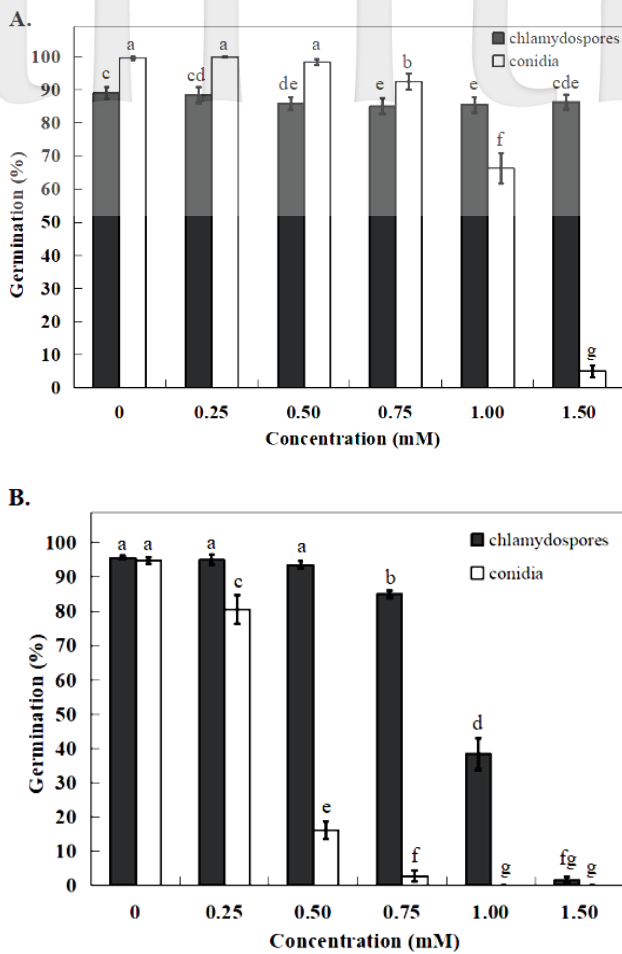 A.
chlamydospores
conidia
a a a b
c cd de e e cde
f
g
100
90
80
70
60
50
40
30
20
10
0
Germination (%)
0 0.25 0.50 0.75 1.00 1.50
Concentration (mM)
B.
chlamydospores
conidia
a a a a
b
c
d
e
f
g fg g
100
90
80
70
60
50
40
30
20
10
0
Germination (%)
0 0.25 0.50 0.75 1.00 1.50
Concentration (mM)